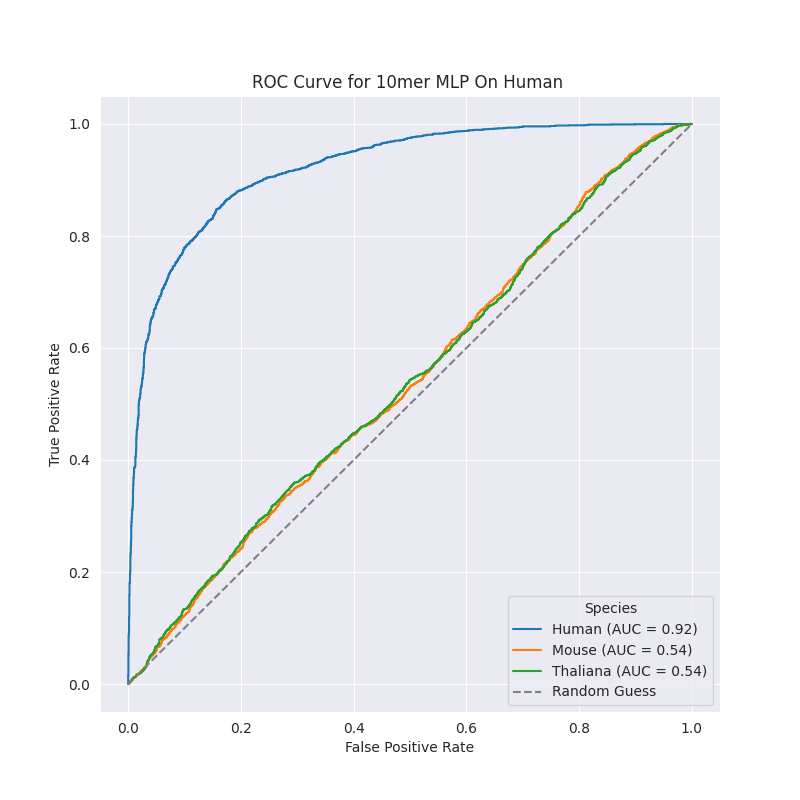 ROC Curve for 10mer MLP On Human
True Positive Rate
1.0
0.8
0.6
0.4
0.2
0.0
Species
Human (AUC = 0.92)
Mouse (AUC = 0.54)
Thaliana (AUC = 0.54)
Random Guess
0.0 0.2 0.4 0.6 0.8 1.0
False Positive Rate